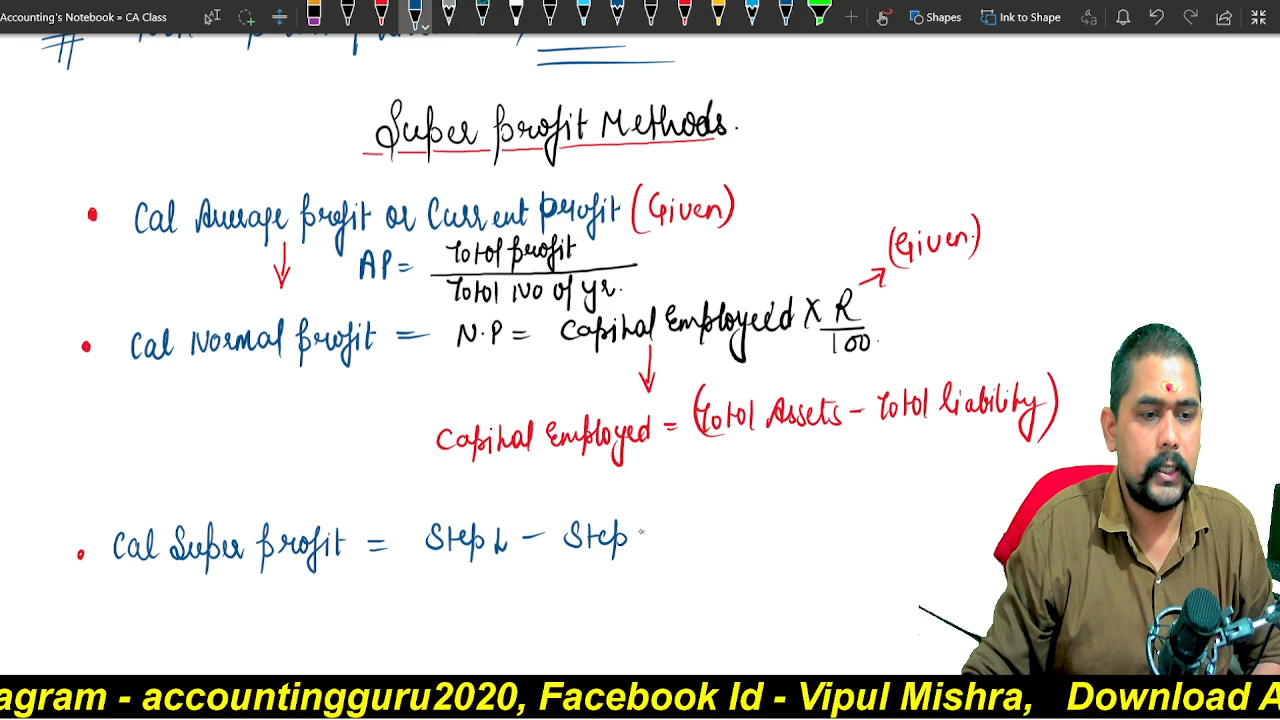 Accounting's Notebook » CA Class
Shapes
Ink to Shape
#
Super profit Methods.
• Cal Average profit or Current profit (Given)
AP = Total profit
Total No of yr.
(Given)
• Cal Normal profit = N.P = Capital Employeed X R
100
Capital Employed = (Total Assets - Total liability)
• Cal Super profit = Step 1 - Step
agram - accountingguru2020, Facebook Id - Vipul Mishra, Download A